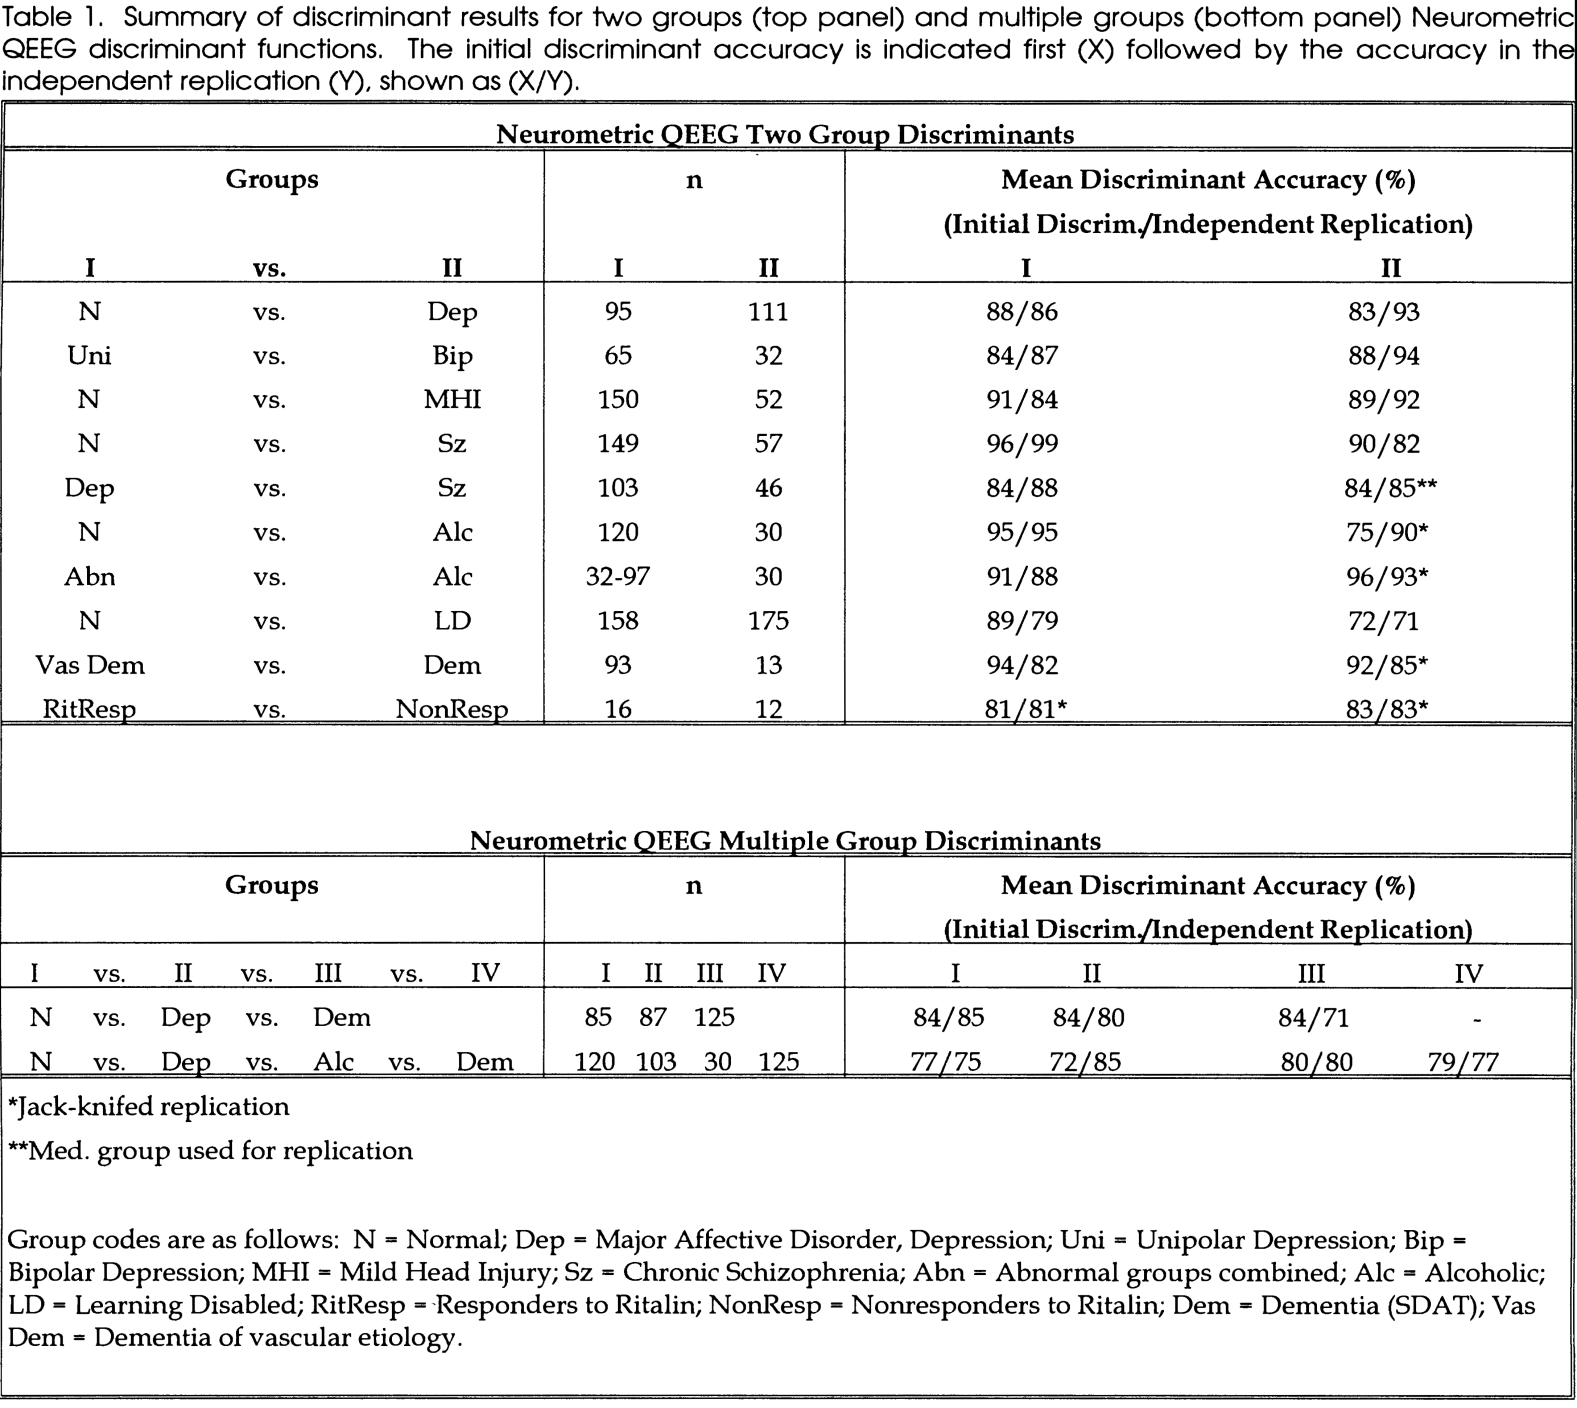 Table 1. Summary of discriminant results for two groups (top panel) and multiple groups (bottom panel) Neurometric
QEEG discriminant functions. The initial discriminant accuracy is indicated first (X) followed by the accuracy in the
independent replication (Y), shown as (X/Y).
Neurometric QEEG Two Group Discriminants
Groups n Mean Discriminant Accuracy (%)
(Initial Discrim./Independent Replication)
I vs. II I II I II
N vs. Dep 95 111 88/86 83/93
Uni vs. Bip 65 32 84/87 88/94
N vs. MHI 150 52 91/84 89/92
N vs. Sz 149 57 96/99 90/82
Dep vs. Sz 103 46 84/88 84/85**
N vs. Alc 120 30 95/95 75/90*
Abn vs. Alc 32-97 30 91/88 96/93*
N vs. LD 158 175 89/79 72/71
Vas Dem vs. Dem 93 13 94/82 92/85*
RitResp vs. NonResp 16 12 81/81* 83/83*
Neurometric QEEG Multiple Group Discriminants
Groups n Mean Discriminant Accuracy (%)
(Initial Discrim./Independent Replication)
I vs. II vs. III vs. IV I II III IV I II III IV
N vs. Dep vs. Dem 85 87 125 84/85 84/80 84/71 -
N vs. Dep vs. Alc vs. Dem 120 103 30 125 77/75 72/85 80/80 79/77
*Jack-knifed replication
**Med. group used for replication
Group codes are as follows: N = Normal; Dep = Major Affective Disorder, Depression; Uni = Unipolar Depression; Bip =
Bipolar Depression; MHI = Mild Head Injury; Sz = Chronic Schizophrenia; Abn = Abnormal groups combined; Alc = Alcoholic;
LD = Learning Disabled; RitResp = Responders to Ritalin; NonResp = Nonresponders to Ritalin; Dem = Dementia (SDAT); Vas
Dem = Dementia of vascular etiology.